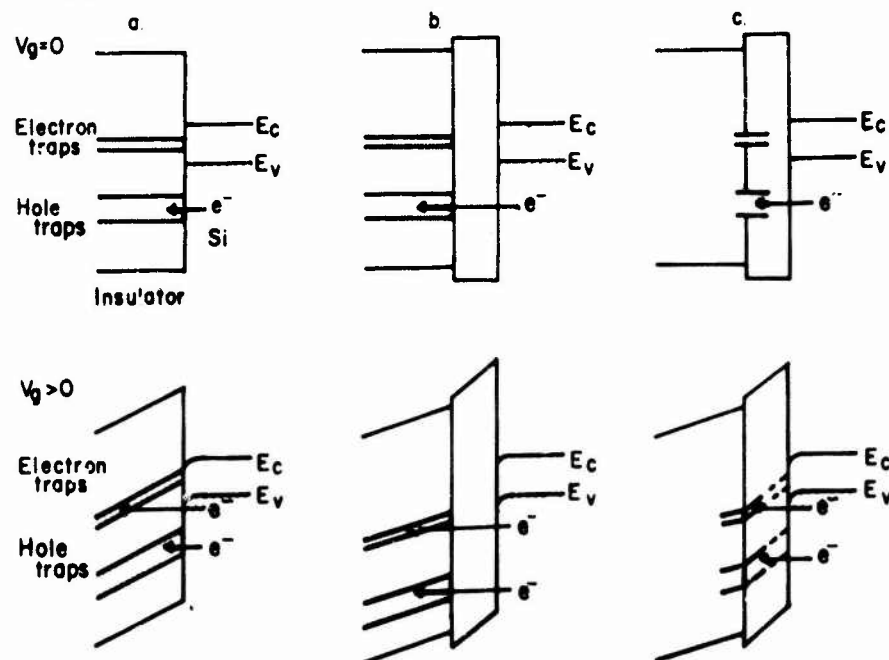 a. b. c.
Vg=0
Electron traps
Ec Ec Ec
Ev Ev Ev
Hole traps
e⁻ e⁻ e⁻
Si
Insulator
Vg>0
Electron traps
Ec Ec Ec
Ev Ev Ev
e⁻ e⁻ e⁻
Hole traps
e⁻ e⁻ e⁻